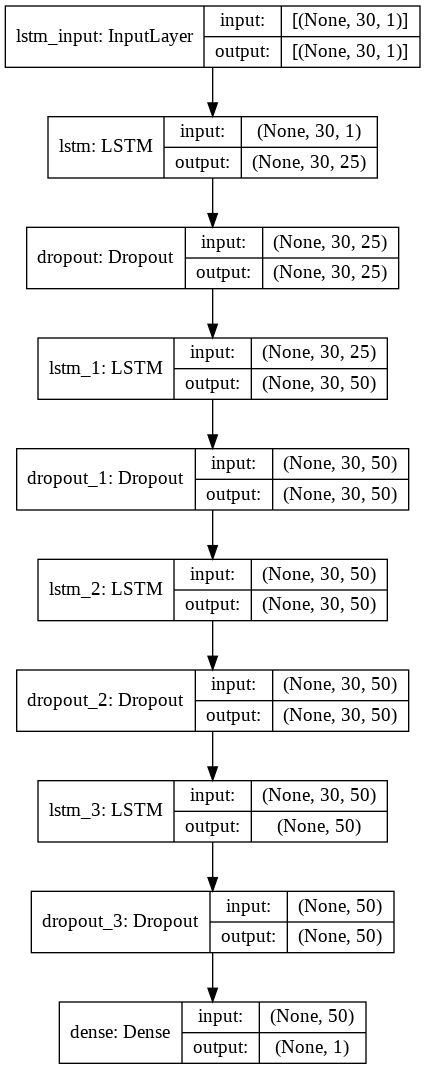 lstm_input: InputLayer
input: [(None, 30, 1)]
output: [(None, 30, 1)]
lstm: LSTM
input: (None, 30, 1)
output: (None, 30, 25)
dropout: Dropout
input: (None, 30, 25)
output: (None, 30, 25)
lstm_1: LSTM
input: (None, 30, 25)
output: (None, 30, 50)
dropout_1: Dropout
input: (None, 30, 50)
output: (None, 30, 50)
lstm_2: LSTM
input: (None, 30, 50)
output: (None, 30, 50)
dropout_2: Dropout
input: (None, 30, 50)
output: (None, 30, 50)
lstm_3: LSTM
input: (None, 30, 50)
output: (None, 50)
dropout_3: Dropout
input: (None, 50)
output: (None, 50)
dense: Dense
input: (None, 50)
output: (None, 1)